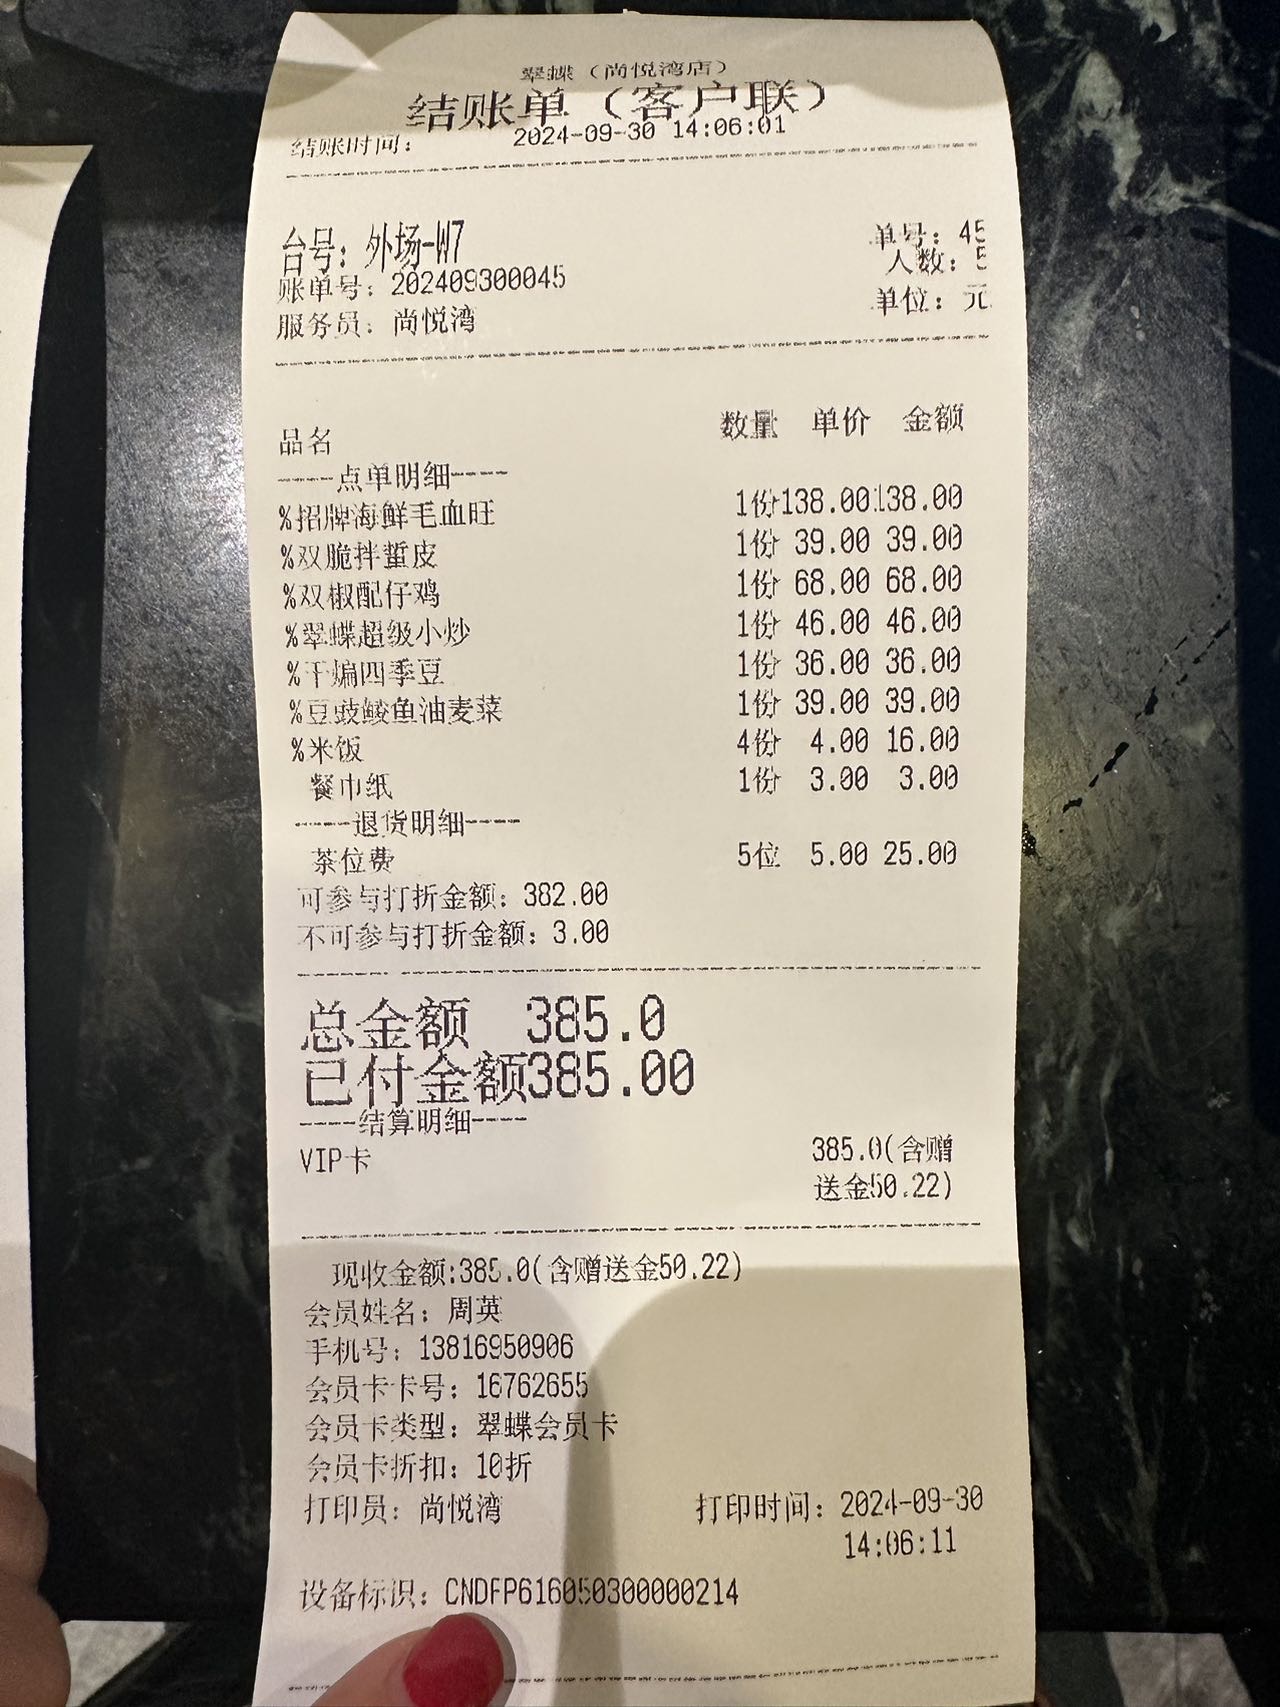 翠蝶（尚悦湾店）
结账单（客户联）
结账时间： 2024-09-30 14:06:01
台号：外场-W7 单号：45
账单号：202409300045 人数：5
服务员：尚悦湾 单位：元
品名 数量 单价 金额
----点单明细----
%招牌海鲜毛血旺 1份 138.00 138.00
%双脆拌蜇皮 1份 39.00 39.00
%双椒配仔鸡 1份 68.00 68.00
%翠蝶超级小炒 1份 46.00 46.00
%干煸四季豆 1份 36.00 36.00
%豆豉鲮鱼油麦菜 1份 39.00 39.00
%米饭 4份 4.00 16.00
餐巾纸 1份 3.00 3.00
----退货明细----
茶位费 5位 5.00 25.00
可参与打折金额：382.00
不可参与打折金额：3.00
总金额 385.0
已付金额385.00
----结算明细----
VIP卡 385.0(含赠
送金50.22)
现收金额:385.0(含赠送金50.22)
会员姓名：周英
手机号：13816950906
会员卡卡号：16762655
会员卡类型：翠蝶会员卡
会员卡折扣：10折
打印员：尚悦湾 打印时间：2024-09-30
14:06:11
设备标识：CNDFP616050300000214